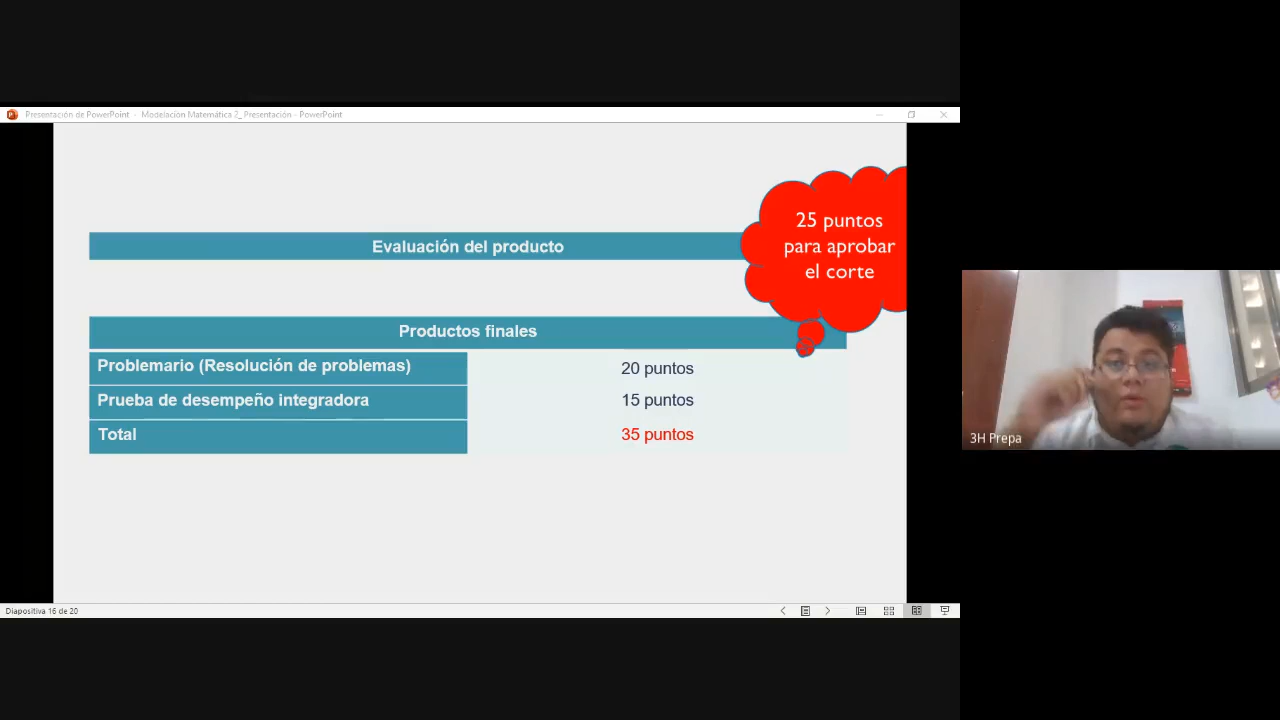 Presentación de PowerPoint - Modelacion Matemática 2_ Presentación - PowerPoint
25 puntos
para aprobar
el corte
Evaluación del producto
Productos finales
Problemario (Resolución de problemas) 20 puntos
Prueba de desempeño integradora 15 puntos
Total 35 puntos
3H Prepa
Diapositiva 16 de 20